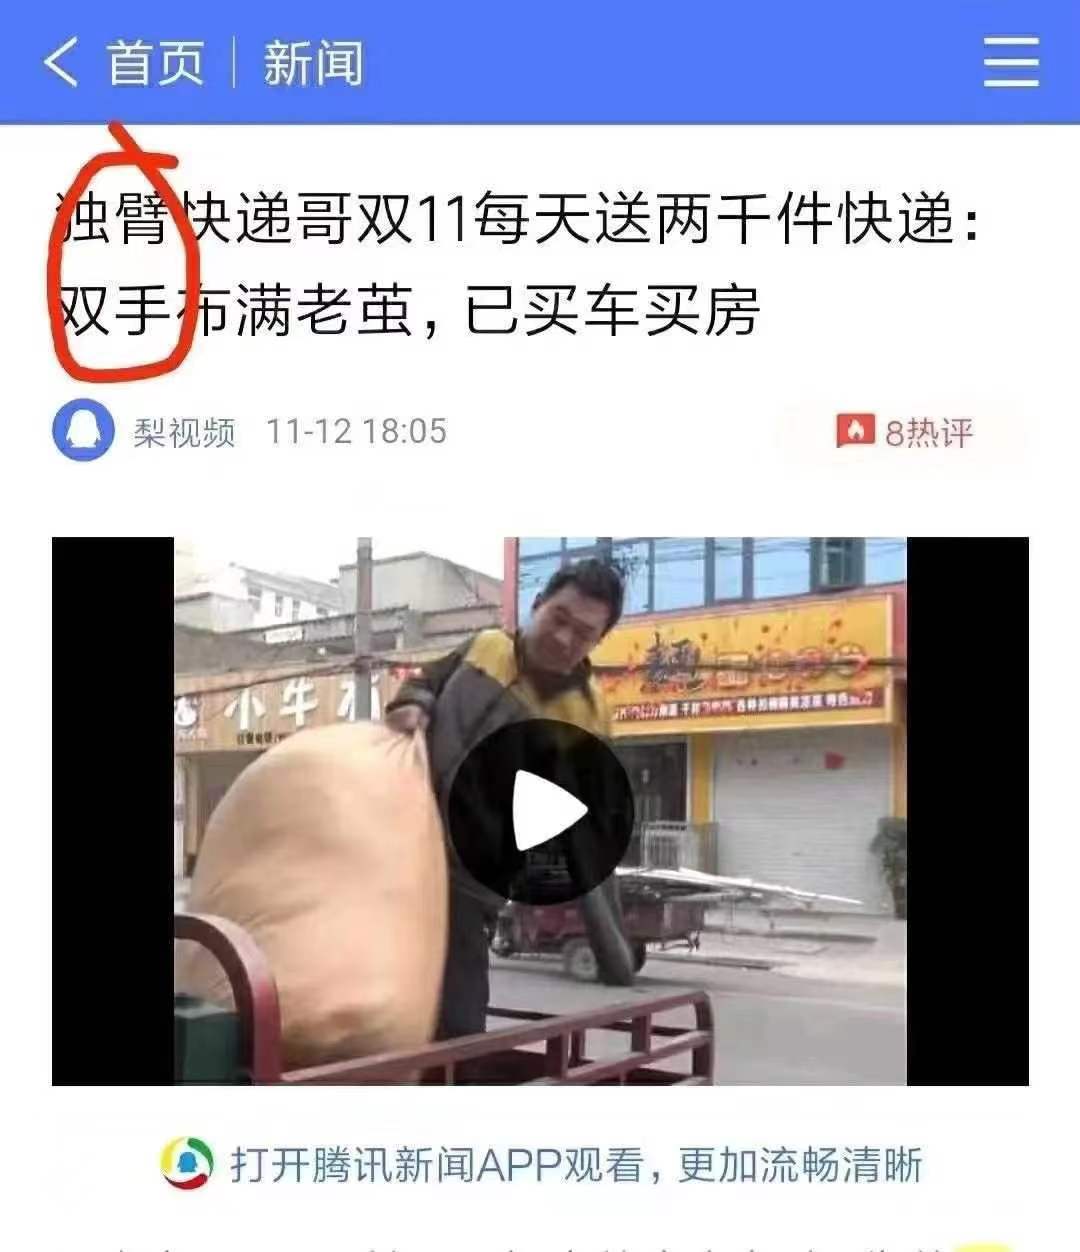 首页 | 新闻
独臂快递哥双11每天送两千件快递:
双手布满老茧,已买车买房
梨视频 11-12 18:05
8热评
小牛
打开腾讯新闻APP观看,更加流畅清晰